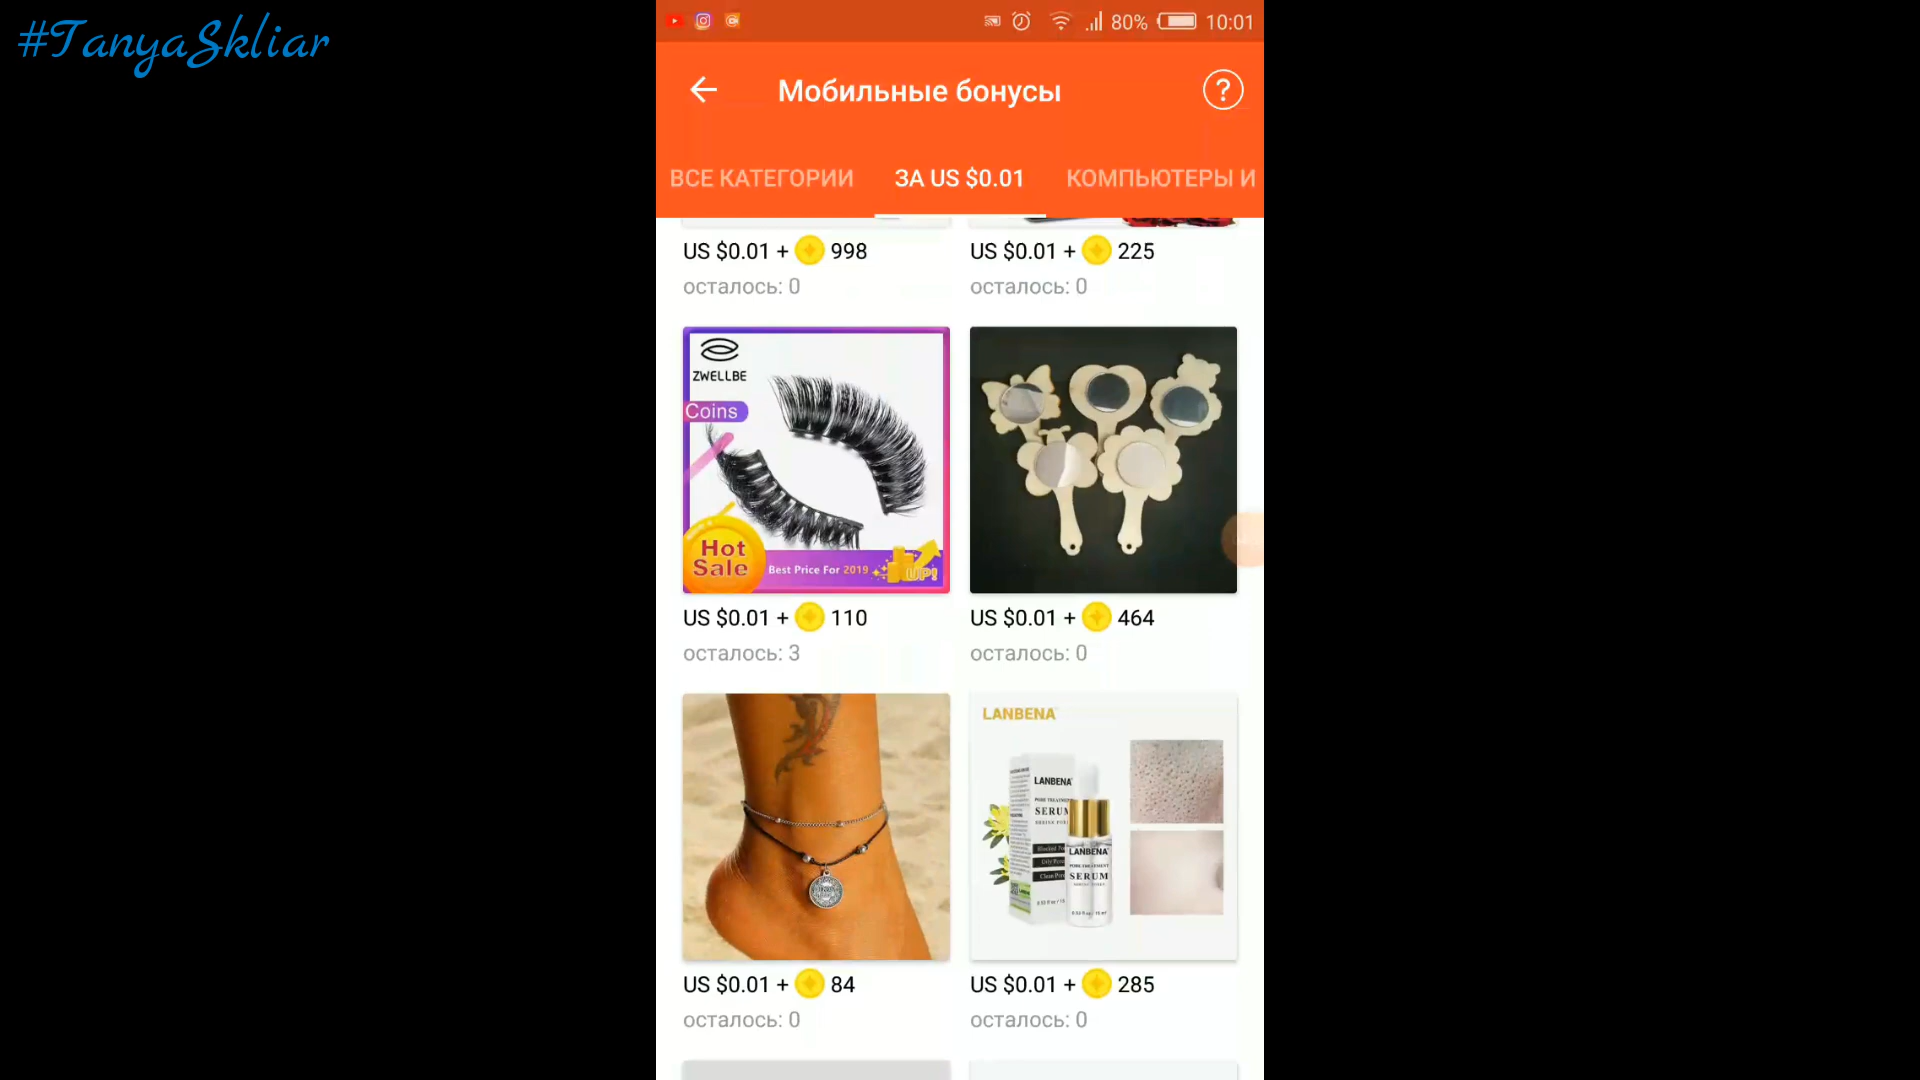 #TanyaSkliar
80% 10:01
Мобильные бонусы
?
ВСЕ КАТЕГОРИИ ЗА US $0.01 КОМПЬЮТЕРЫ И
US $0.01 + 998
осталось: 0
US $0.01 + 225
осталось: 0
ZWELLBE
Coins
Hot
Sale
Best Price For 2019
UP!
US $0.01 + 110
осталось: 3
US $0.01 + 464
осталось: 0
US $0.01 + 84
осталось: 0
LANBENA
LANBENA
SERUM
LANBENA
SERUM
US $0.01 + 285
осталось: 0